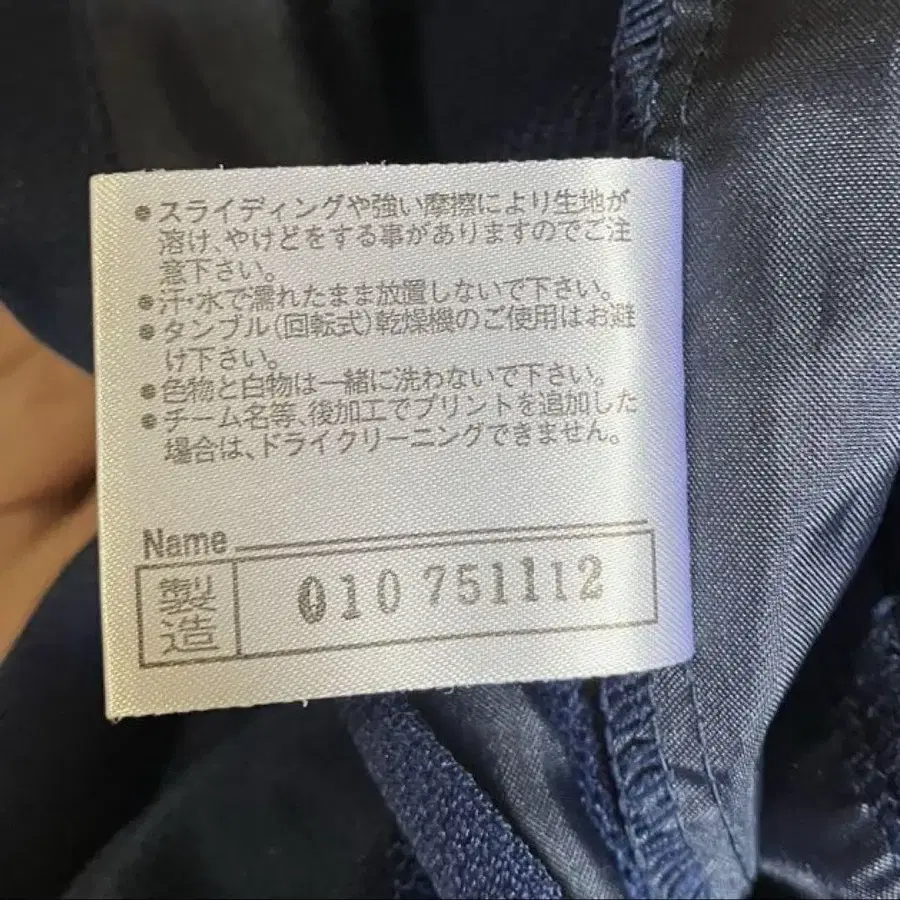 ●スライディングや強い摩擦により生地が
溶け、やけどをする事がありますのでご注
意下さい。
●汗・水で濡れたまま放置しないで下さい。
●タンブル(回転式)乾燥機のご使用はお避
け下さい。
●色物と白物は一緒に洗わないで下さい。
●チーム名等、後加工でプリントを追加した
場合は、ドライクリーニングできません。
Name
製造 010 751112